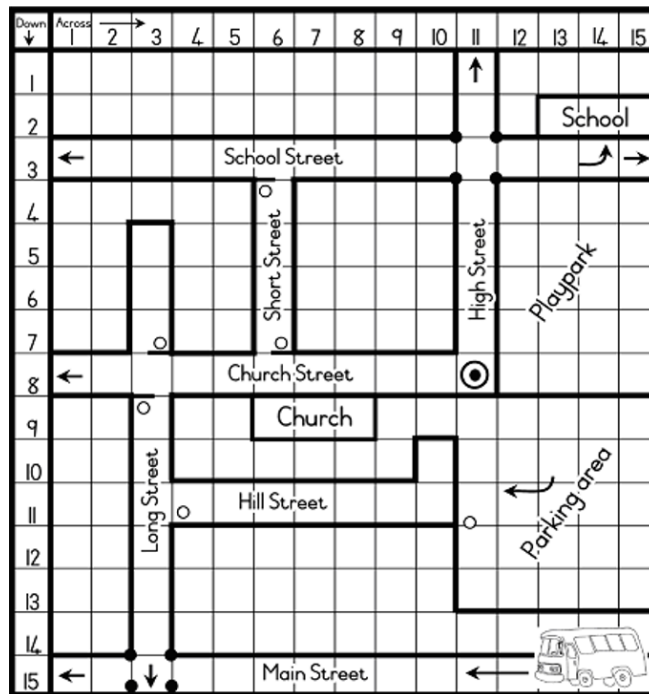 Down Across
1 2 3 4 5 6 7 8 9 10 11 12 13 14 15
1
School
2
School Street
3
4
Short Street
High Street
Playpark
5
6
7
Church Street
8
Church
9
10
Long Street
Hill Street
Parking area
11
12
13
14
Main Street
15